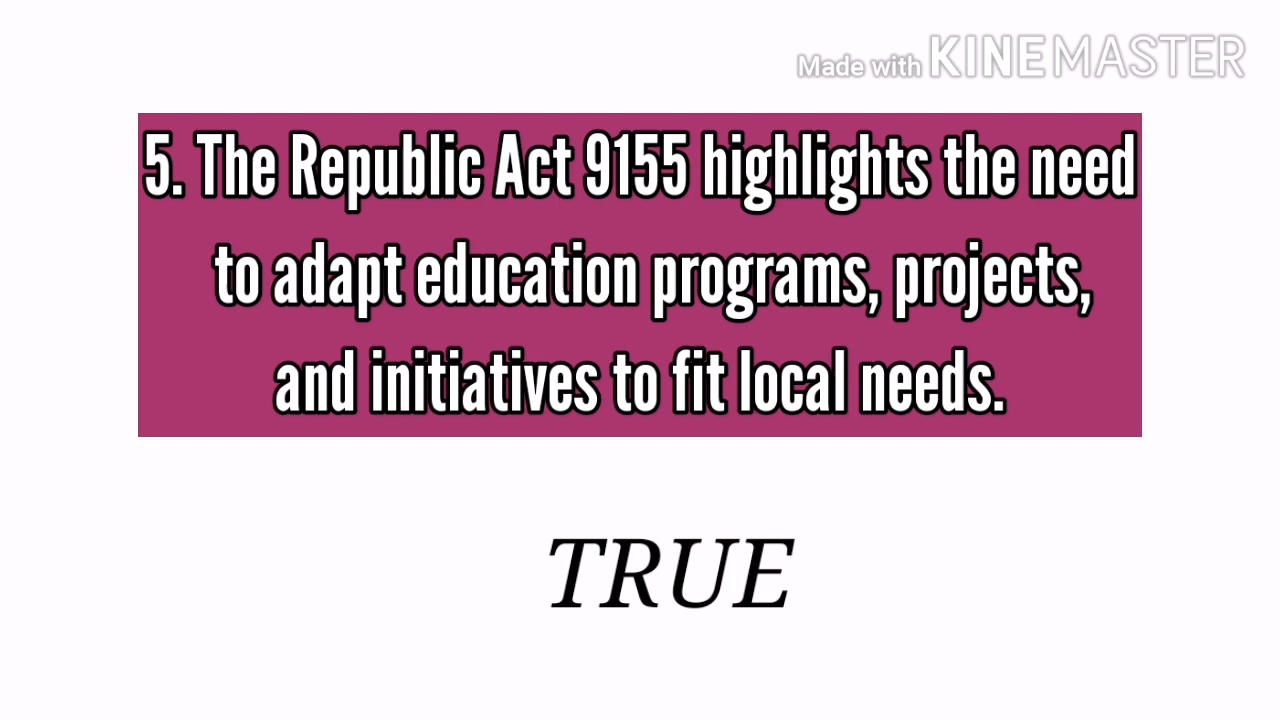 Made with KINEMASTER
5. The Republic Act 9155 highlights the need
to adapt education programs, projects,
and initiatives to fit local needs.
TRUE